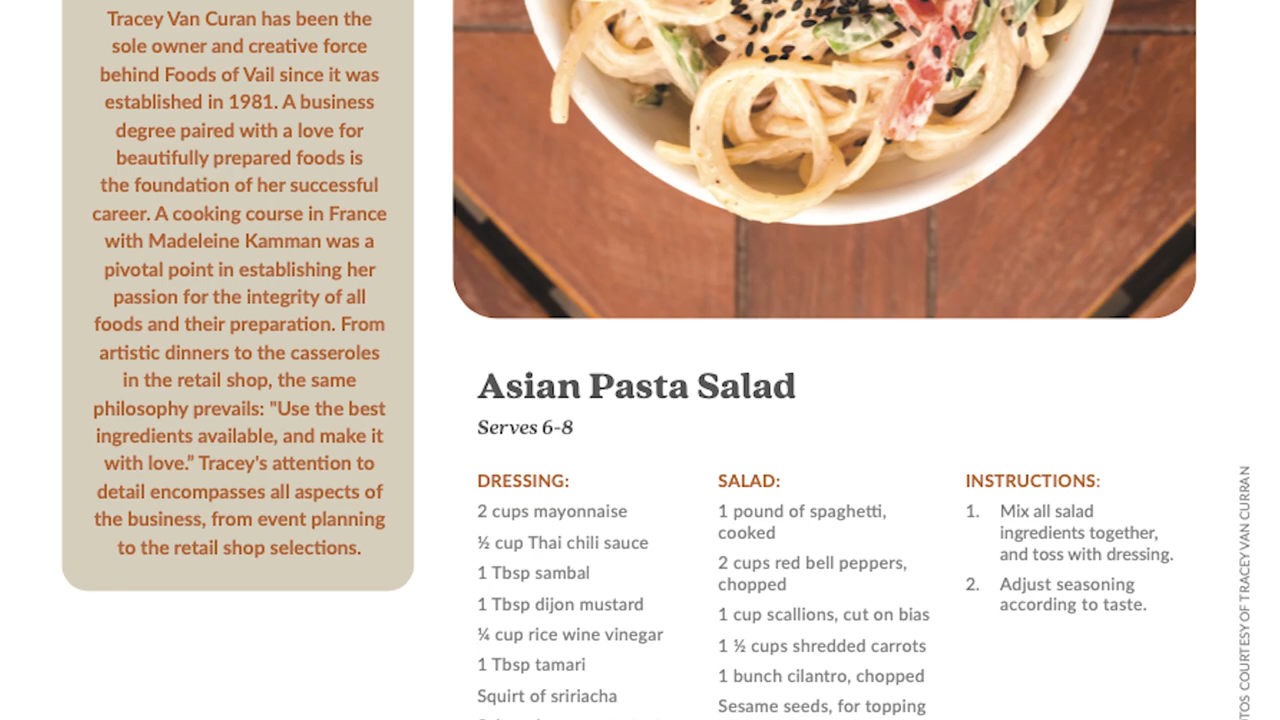 Tracey Van Curan has been the
sole owner and creative force
behind Foods of Vail since it was
established in 1981. A business
degree paired with a love for
beautifully prepared foods is
the foundation of her successful
career. A cooking course in France
with Madeleine Kamman was a
pivotal point in establishing her
passion for the integrity of all
foods and their preparation. From
artistic dinners to the casseroles
in the retail shop, the same
philosophy prevails: "Use the best
ingredients available, and make it
with love.” Tracey's attention to
detail encompasses all aspects of
the business, from event planning
to the retail shop selections.
Asian Pasta Salad
Serves 6-8
DRESSING:
2 cups mayonnaise
½ cup Thai chili sauce
1 Tbsp sambal
1 Tbsp dijon mustard
¼ cup rice wine vinegar
1 Tbsp tamari
Squirt of sririacha
SALAD:
1 pound of spaghetti,
cooked
2 cups red bell peppers,
chopped
1 cup scallions, cut on bias
1 ½ cups shredded carrots
1 bunch cilantro, chopped
Sesame seeds, for topping
INSTRUCTIONS:
1. Mix all salad
ingredients together,
and toss with dressing.
2. Adjust seasoning
according to taste.
COURTESY OF TRACEY VAN CURRAN